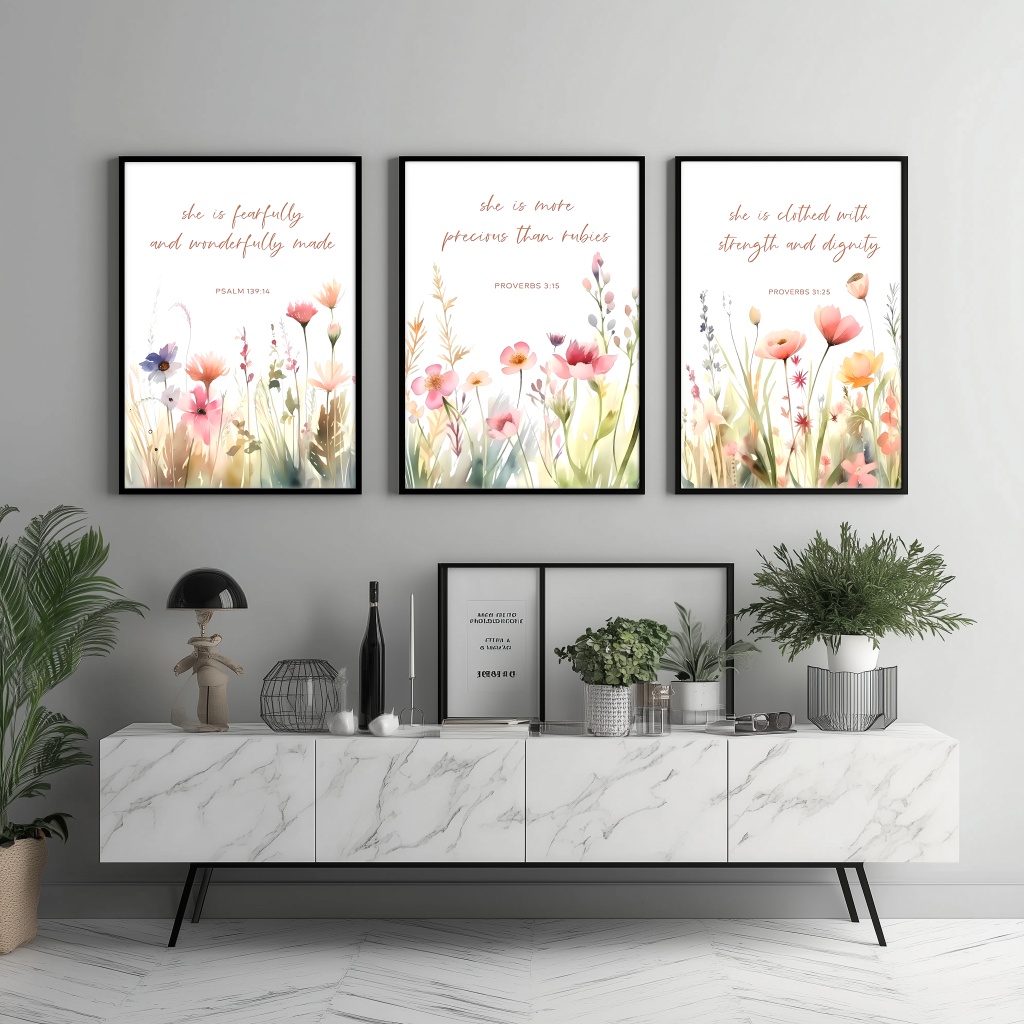 she is fearfully
and wonderfully made
PSALM 139:14
she is more
precious than rubies
PROVERBS 3:15
she is clothed with
strength and dignity
PROVERBS 31:25